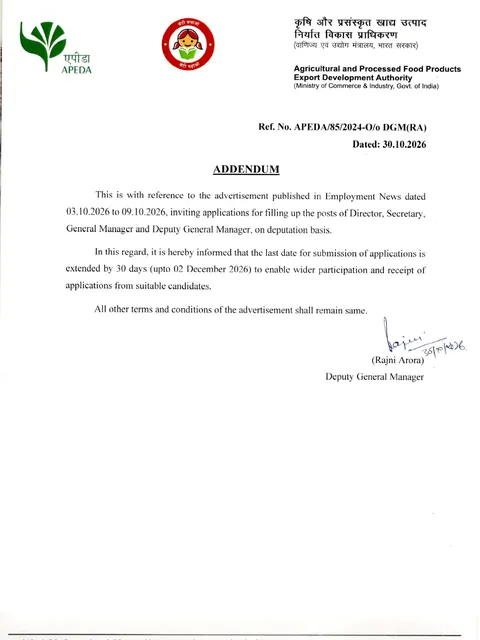 एपीडा
APEDA
कृषि और प्रसंस्कृत खाद्य उत्पाद
निर्यात विकास प्राधिकरण
(वाणिज्य एवं उद्योग मंत्रालय, भारत सरकार)
Agricultural and Processed Food Products
Export Development Authority
(Ministry of Commerce & Industry, Govt. of India)
Ref. No. APEDA/85/2024-O/o DGM(RA)
Dated: 30.10.2026
ADDENDUM
This is with reference to the advertisement published in Employment News dated
03.10.2026 to 09.10.2026, inviting applications for filling up the posts of Director, Secretary,
General Manager and Deputy General Manager, on deputation basis.
In this regard, it is hereby informed that the last date for submission of applications is
extended by 30 days (upto 02 December 2026) to enable wider participation and receipt of
applications from suitable candidates.
All other terms and conditions of the advertisement shall remain same.
(Rajni Arora)
Deputy General Manager